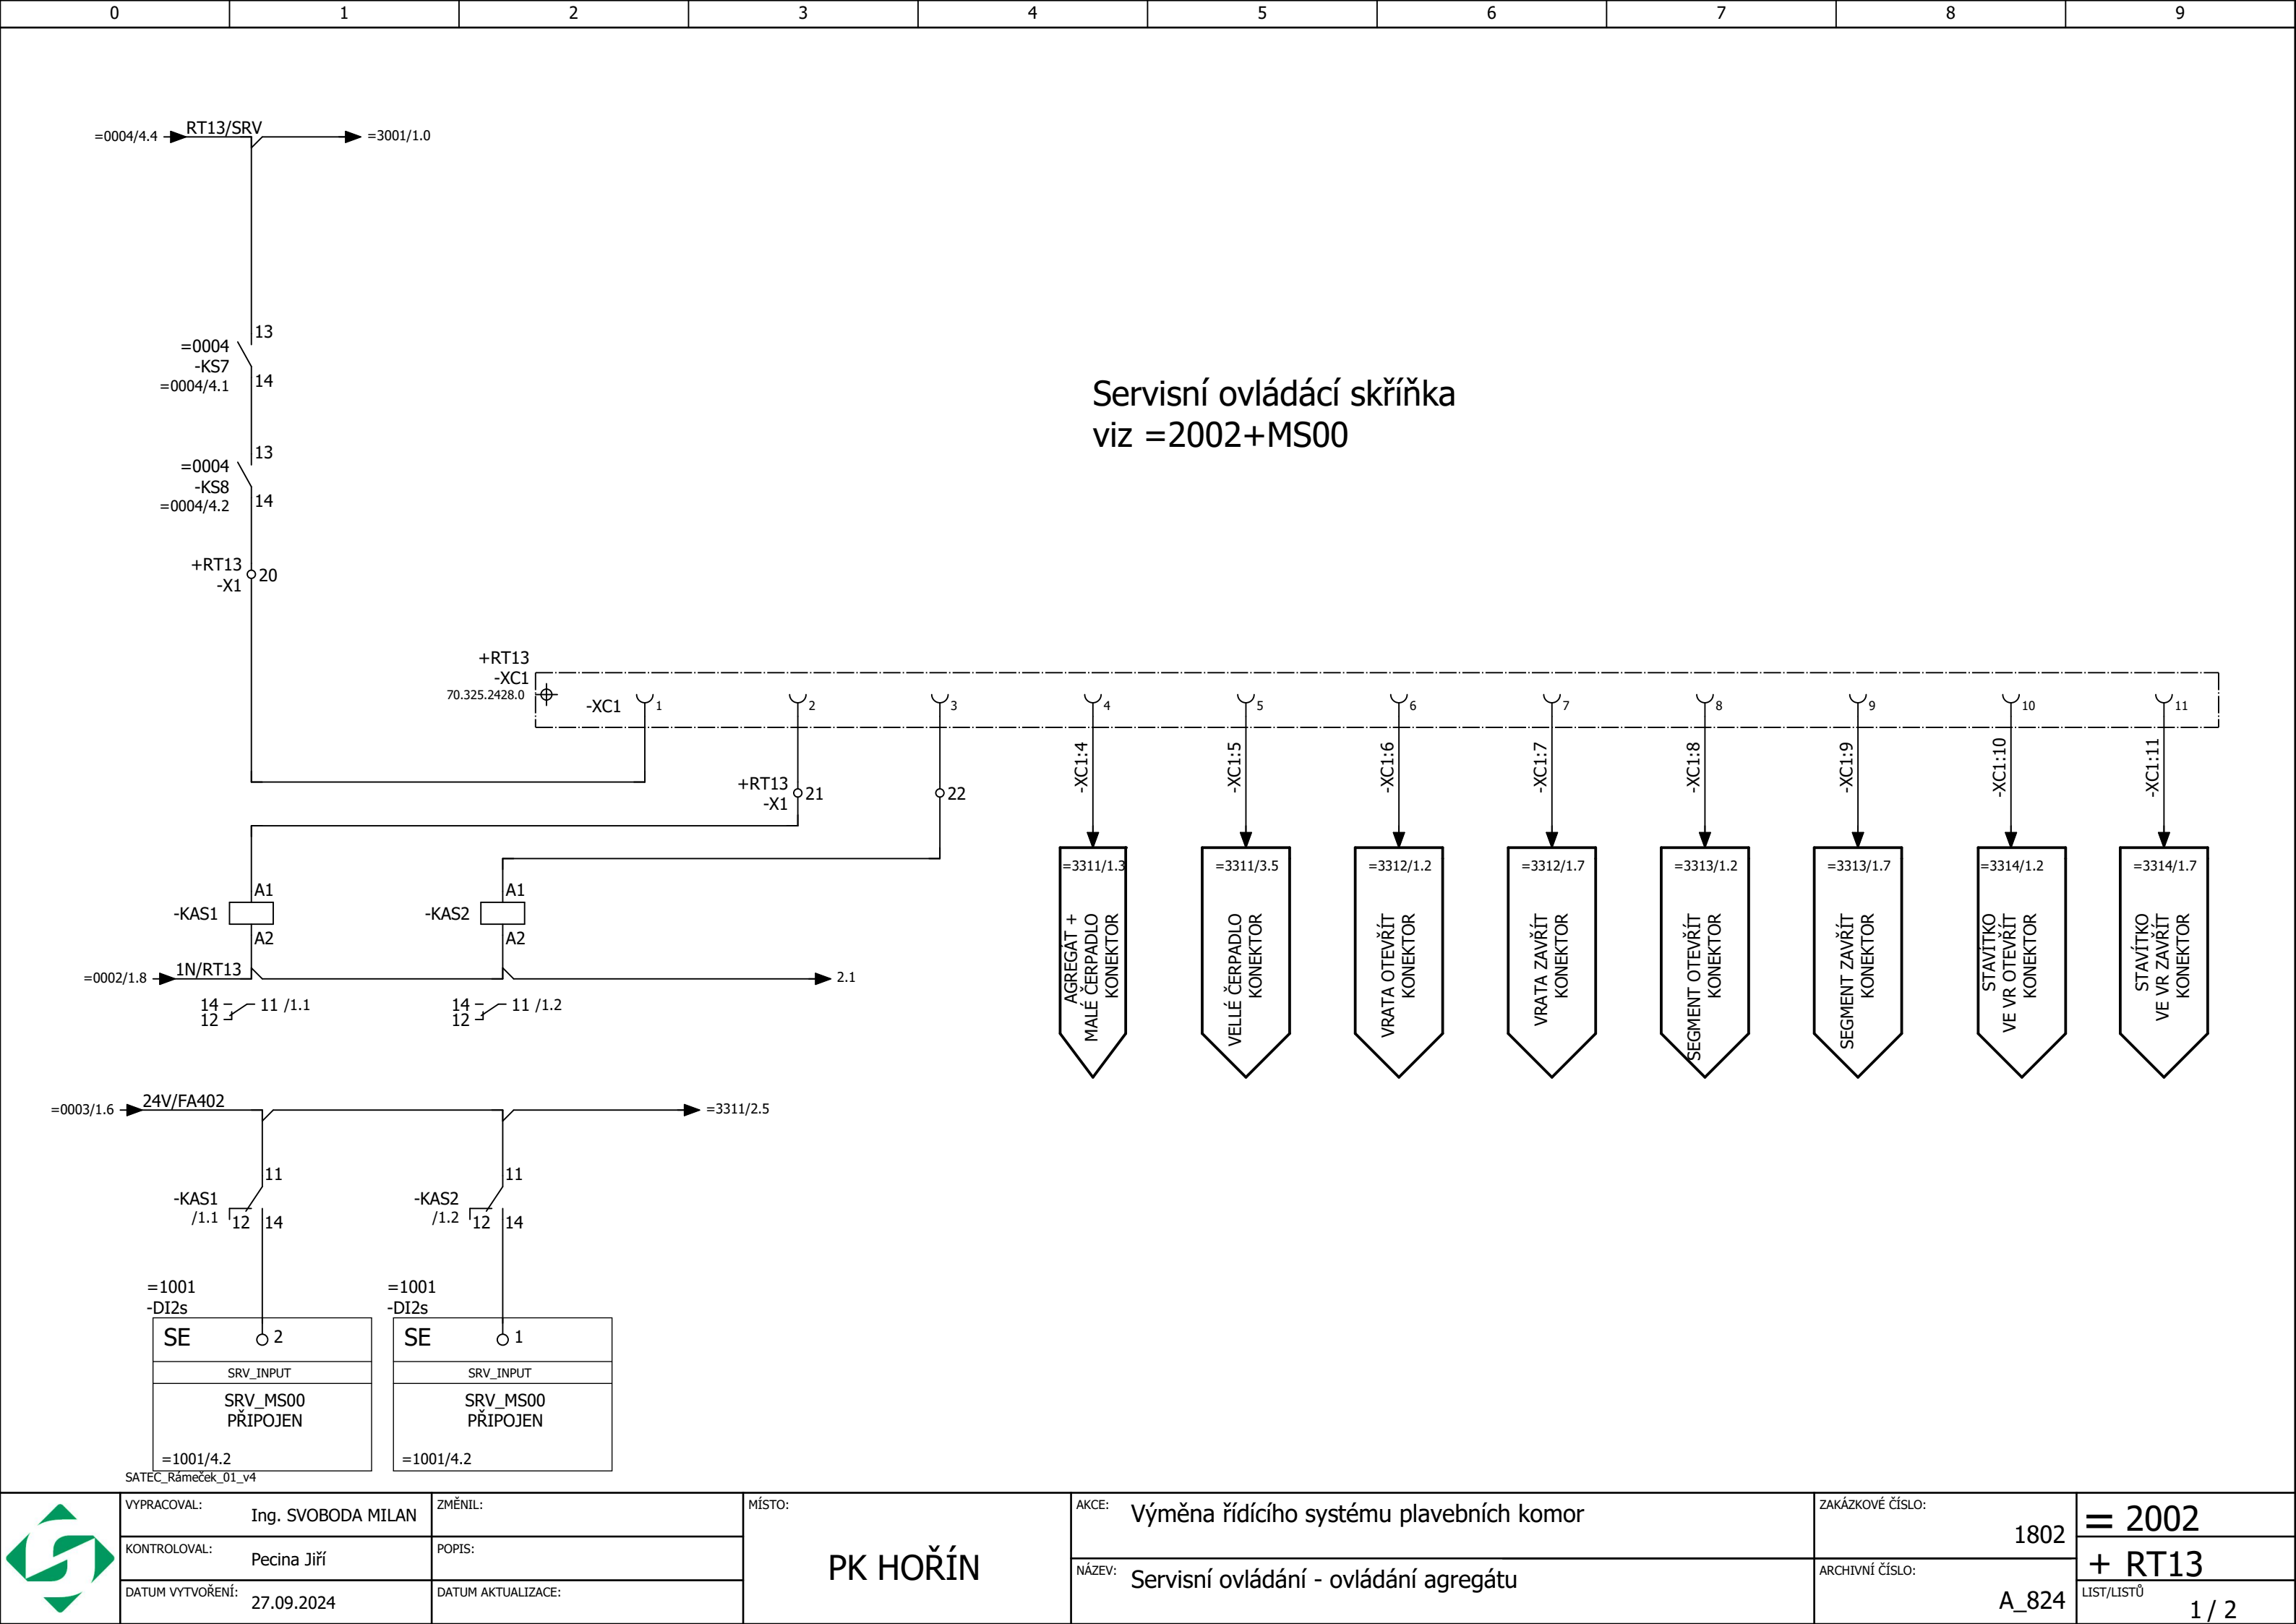 0 1 2 3 4 5 6 7 8 9
=0004/4.4 RT13/SRV =3001/1.0
13
=0004
-KS7
=0004/4.1
14
13
=0004
-KS8
=0004/4.2
14
+RT13
-X1
20
Servisní ovládácí skříňka
viz =2002+MS00
+RT13
-XC1
70.325.2428.0
-XC1 1 2 3 4 5 6 7 8 9 10 11
+RT13
-X1
21
22
-XC1:4
-XC1:5
-XC1:6
-XC1:7
-XC1:8
-XC1:9
-XC1:10
-XC1:11
=3311/1.3
AGREGÁT +
MALÉ ČERPADLO
KONEKTOR
=3311/3.5
VELLÉ ČERPADLO
KONEKTOR
=3312/1.2
VRATA OTEVŘÍT
KONEKTOR
=3312/1.7
VRATA ZAVŘÍT
KONEKTOR
=3313/1.2
SEGMENT OTEVŘÍT
KONEKTOR
=3313/1.7
SEGMENT ZAVŘÍT
KONEKTOR
=3314/1.2
STAVÍTKO
VE VR OTEVŘÍT
KONEKTOR
=3314/1.7
STAVÍTKO
VE VR ZAVŘÍT
KONEKTOR
A1
-KAS1
A2
A1
-KAS2
A2
=0002/1.8 1N/RT13 2.1
14 11 /1.1
12
14 11 /1.2
12
=0003/1.6 24V/FA402 =3311/2.5
11
-KAS1
/1.1
12 14
11
-KAS2
/1.2
12 14
=1001
-DI2s
SE 2
SRV_INPUT
SRV_MS00
PŘIPOJEN
=1001/4.2
=1001
-DI2s
SE 1
SRV_INPUT
SRV_MS00
PŘIPOJEN
=1001/4.2
SATEC_Rámeček_01_v4
VYPRACOVAL: Ing. SVOBODA MILAN
KONTROLOVAL: Pecina Jiří
DATUM VYTVOŘENÍ: 27.09.2024
ZMĚNIL:
POPIS:
DATUM AKTUALIZACE:
MÍSTO:
PK HOŘÍN
AKCE: Výměna řídícího systému plavebních komor
NÁZEV: Servisní ovládání - ovládání agregátu
ZAKÁZKOVÉ ČÍSLO:
1802
ARCHIVNÍ ČÍSLO:
A_824
= 2002
+ RT13
LIST/LISTŮ
1 / 2